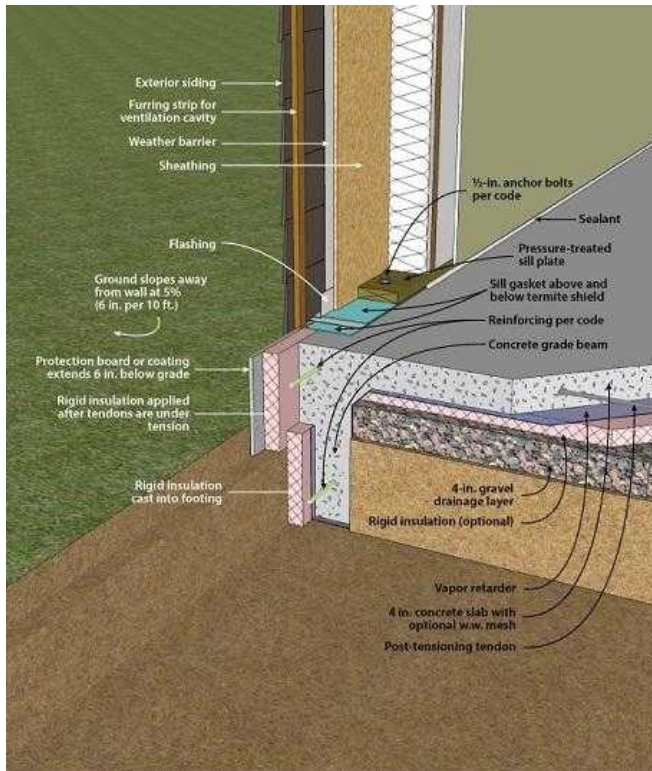 Exterior siding
Furring strip for
ventilation cavity
Weather barrier
Sheathing
½-in. anchor bolts
per code
Sealant
Flashing
Pressure-treated
sill plate
Ground slopes away
from wall at 5%
(6 in. per 10 ft.)
Sill gasket above and
below termite shield
Reinforcing per code
Concrete grade beam
Protection board or coating
extends 6 in. below grade
Rigid insulation applied
after tendons are under
tension
Rigid insulation
cast into footing
4-in. gravel
drainage layer
Rigid insulation (optional)
Vapor retarder
4 in. concrete slab with
optional w.w. mesh
Post-tensioning tendon